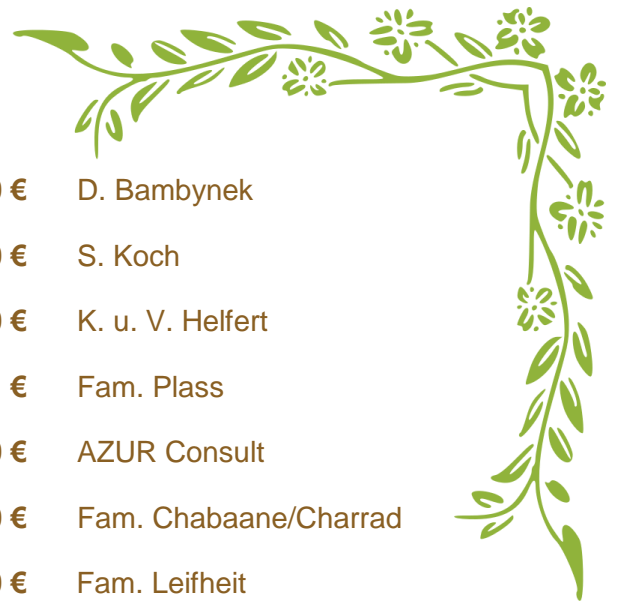 € D. Bambynek
€ S. Koch
€ K. u. V. Helfert
€ Fam. Plass
€ AZUR Consult
€ Fam. Chabaane/Charrad
€ Fam. Leifheit